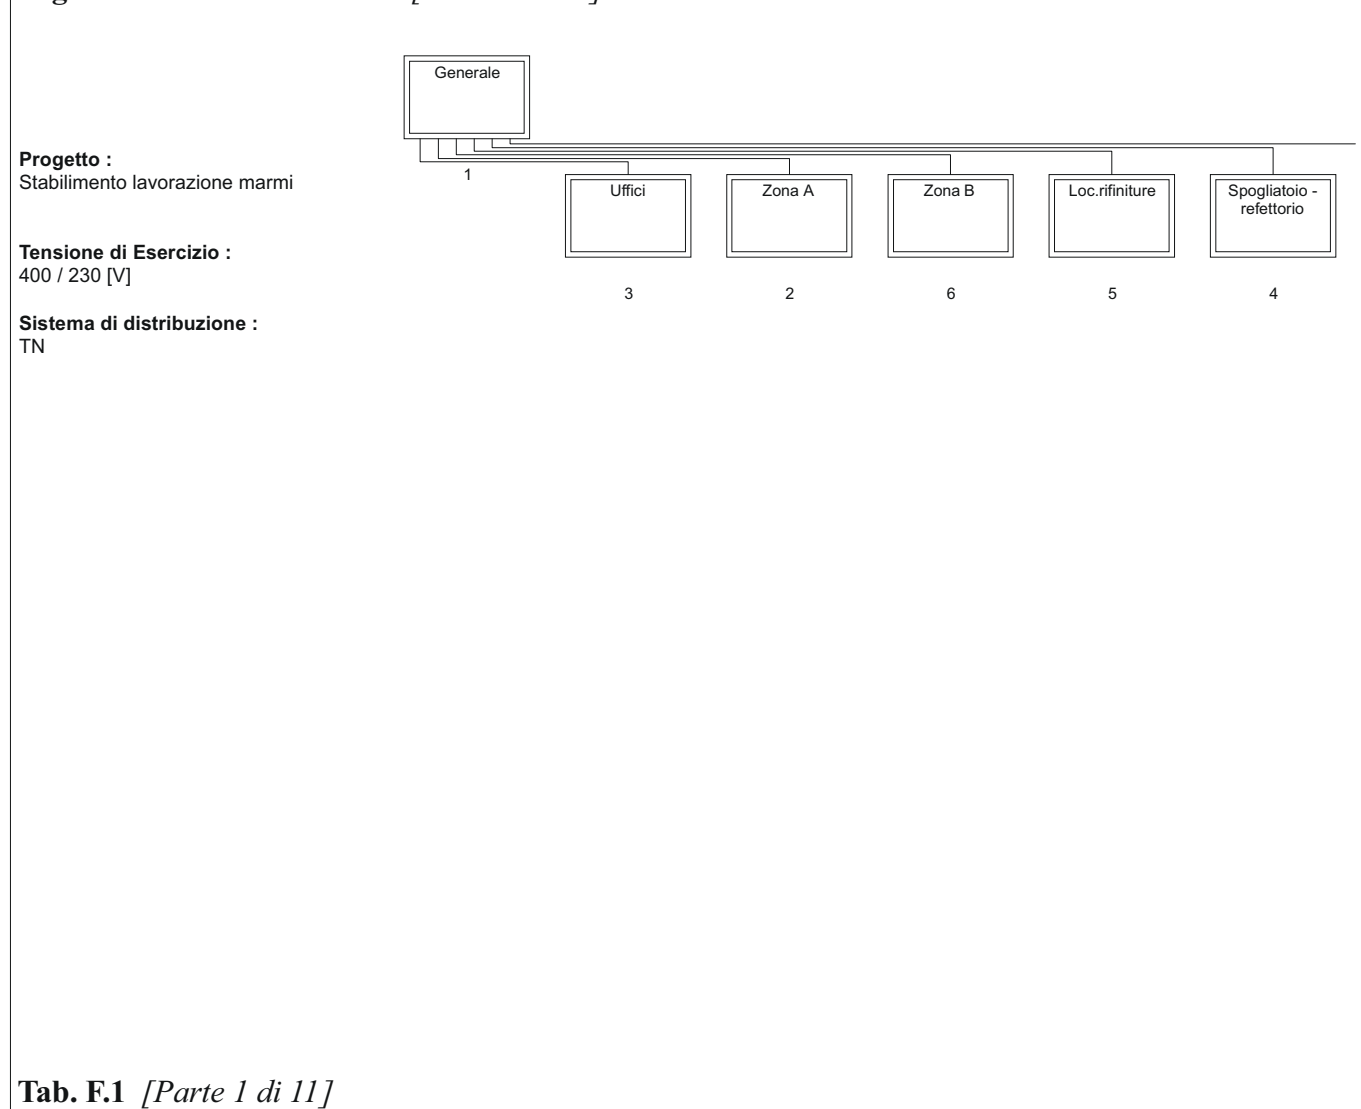 Generale
Progetto :
Stabilimento lavorazione marmi
1
Uffici
Zona A
Zona B
Loc.rifiniture
Spogliatoio -
refettorio
Tensione di Esercizio :
400 / 230 [V]
3
2
6
5
4
Sistema di distribuzione :
TN
Tab. F.1 [Parte 1 di 11]